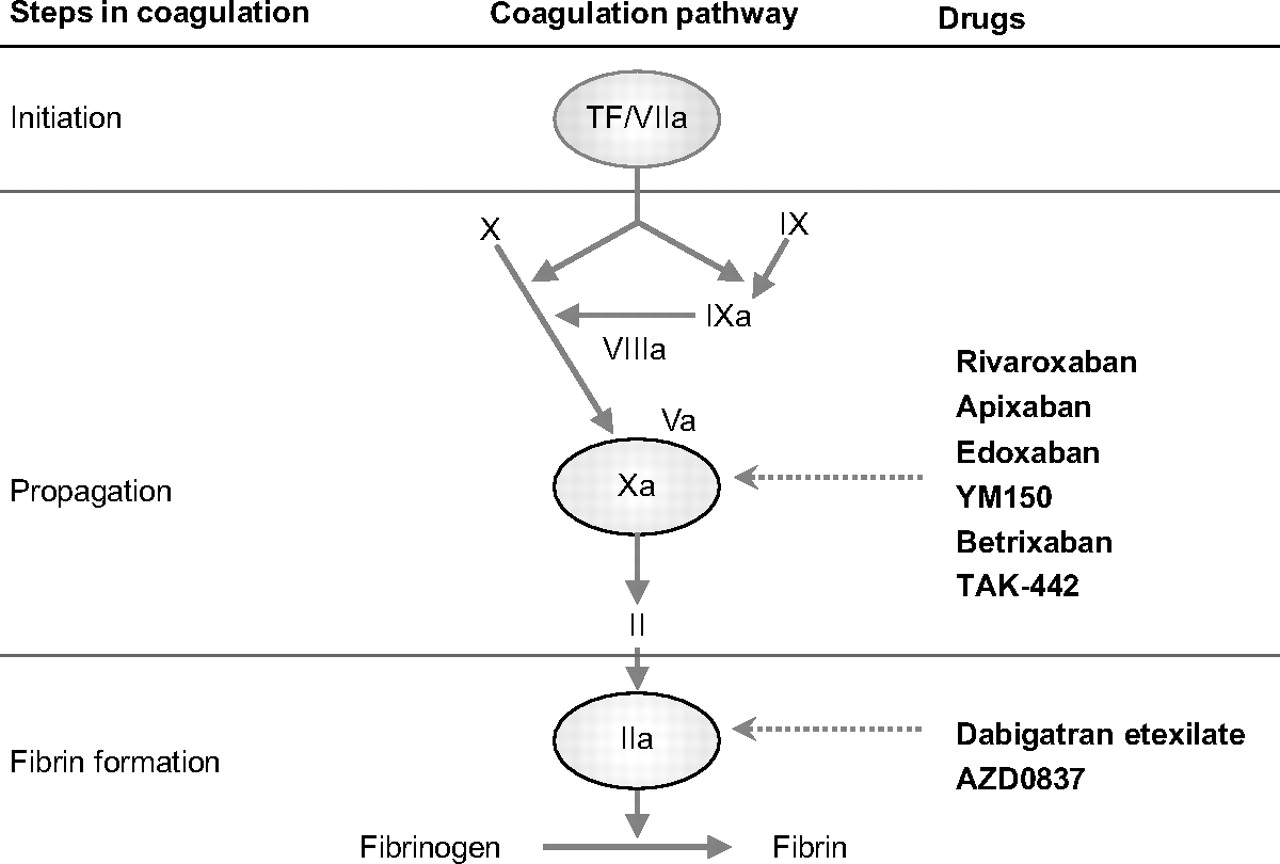 Steps in coagulation
Coagulation pathway
Drugs
Initiation
TF/VIIa
X
IX
IXa
VIIIa
Va
Propagation
Xa
Rivaroxaban
Apixaban
Edoxaban
YM150
Betrixaban
TAK-442
II
Fibrin formation
IIa
Dabigatran etexilate
AZD0837
Fibrinogen
Fibrin